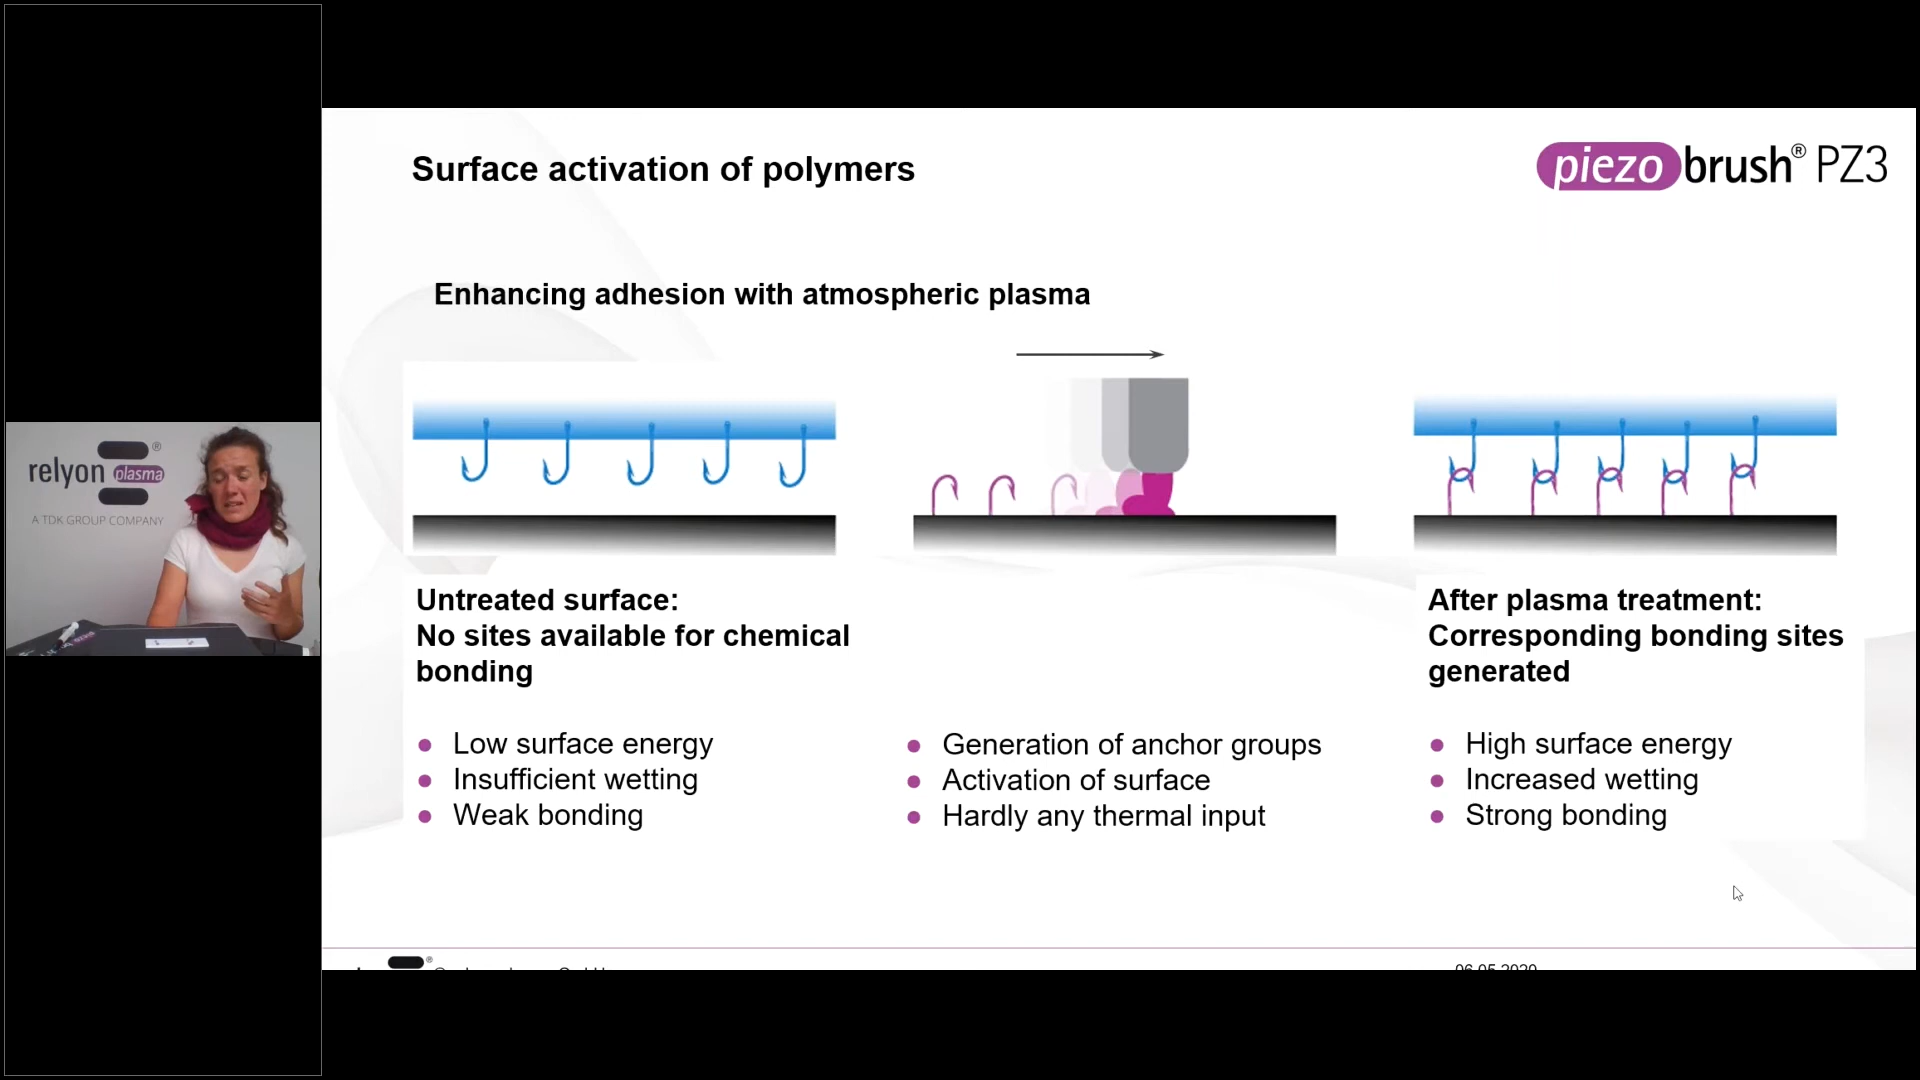 Surface activation of polymers
piezo brush® PZ3
Enhancing adhesion with atmospheric plasma
Untreated surface:
No sites available for chemical
bonding
After plasma treatment:
Corresponding bonding sites
generated
Low surface energy
Insufficient wetting
Weak bonding
Generation of anchor groups
Activation of surface
Hardly any thermal input
High surface energy
Increased wetting
Strong bonding
relyon plasma®
A TDK GROUP COMPANY
06.05.2020